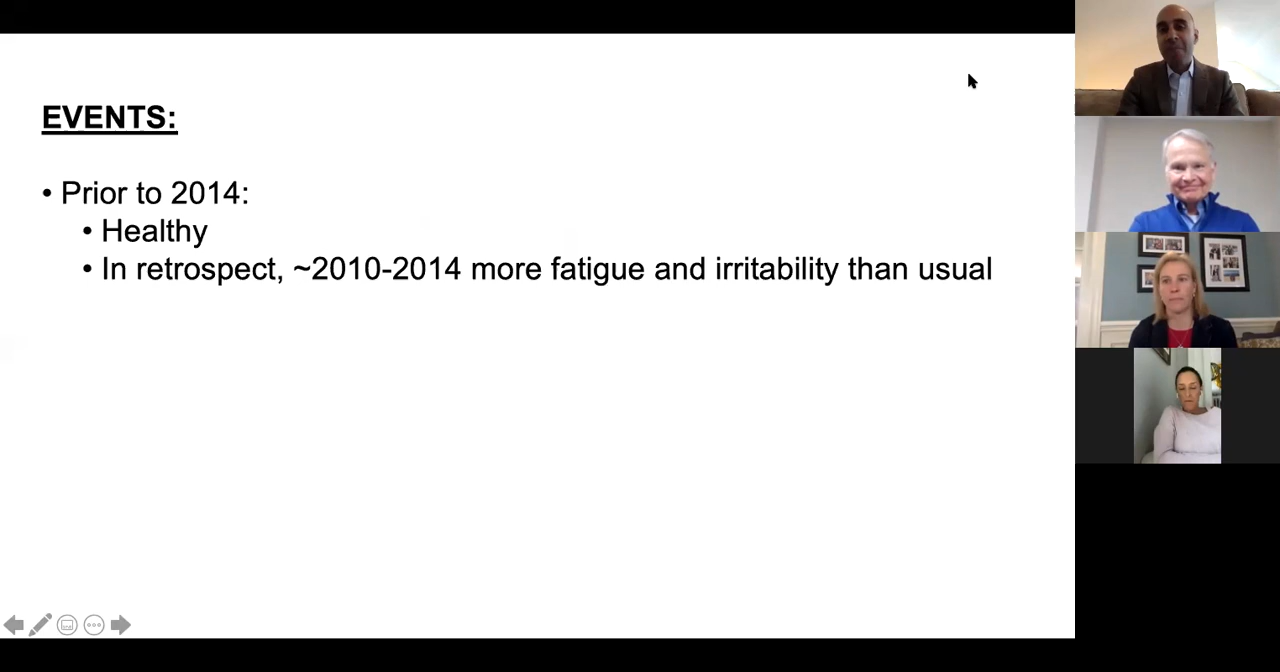 EVENTS:
• Prior to 2014:
• Healthy
• In retrospect, ~2010-2014 more fatigue and irritability than usual